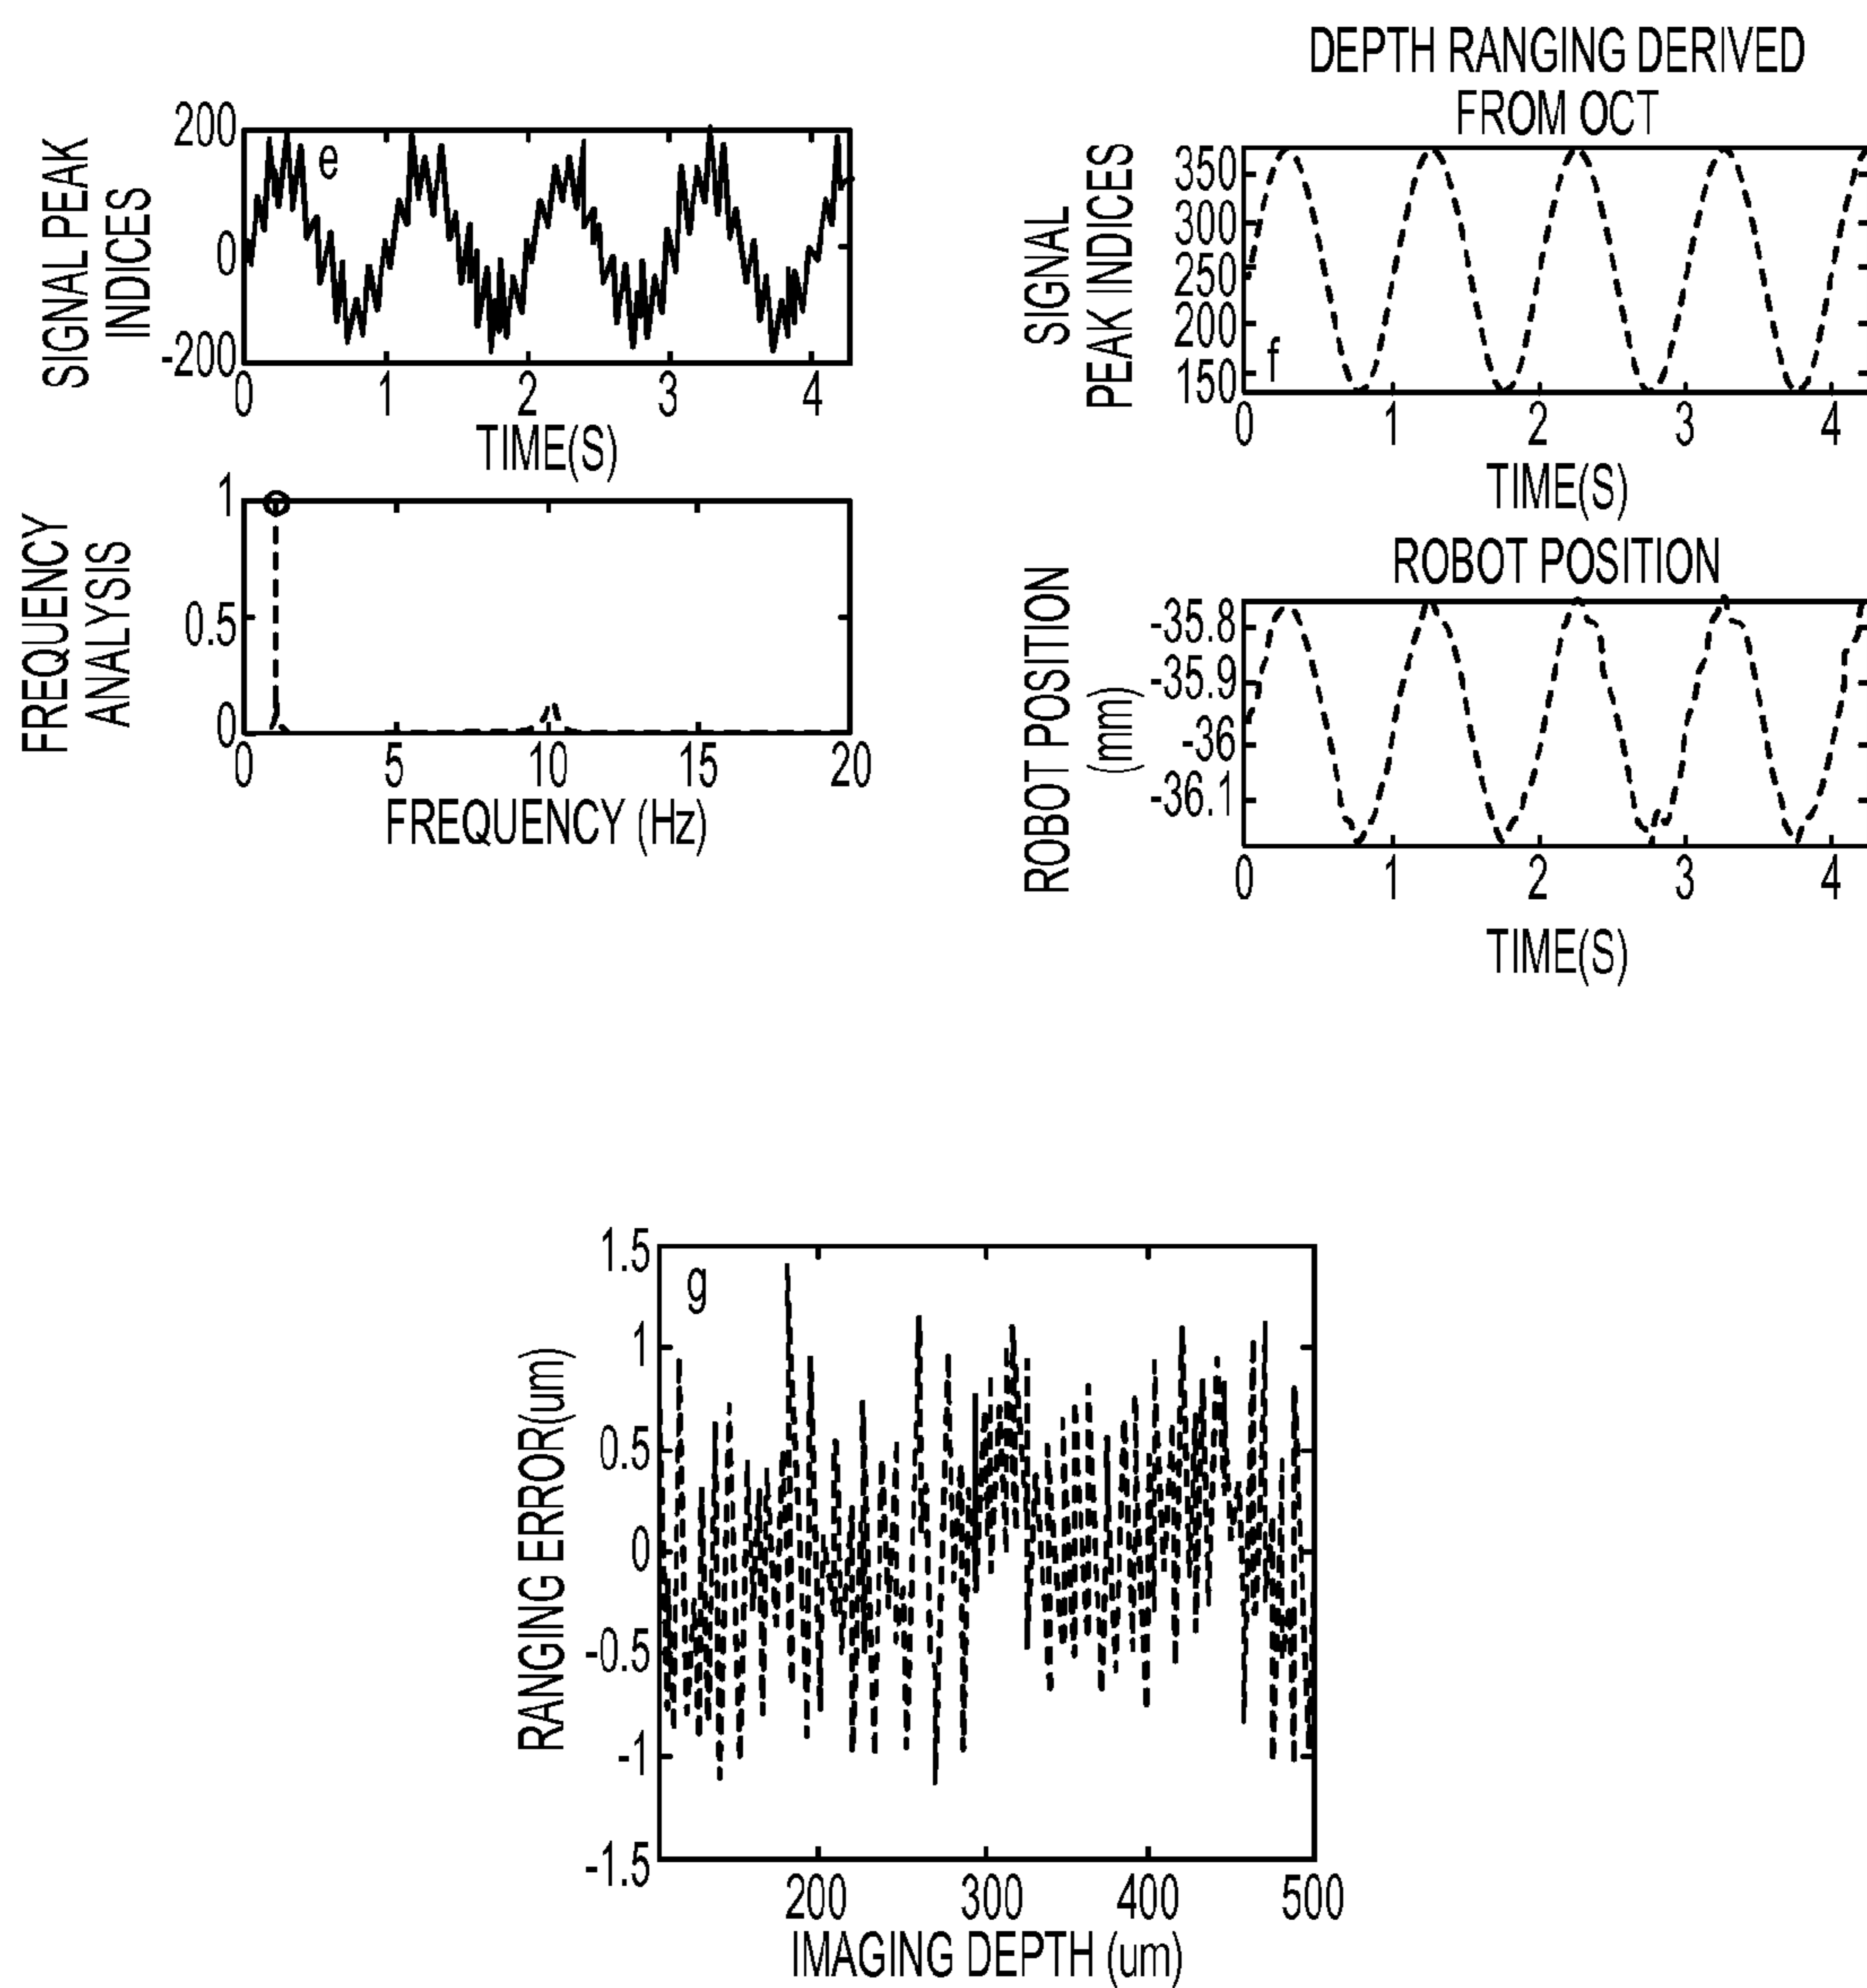 SIGNAL PEAK
INDICES
200
0
-200
e
0 1 2 3 4
TIME(S)
FREQUENCY
ANALYSIS
1
0.5
0
0 5 10 15 20
FREQUENCY (Hz)
DEPTH RANGING DERIVED
FROM OCT
SIGNAL
PEAK INDICES
350
300
250
200
150
f
0 1 2 3 4
TIME(S)
ROBOT POSITION
ROBOT POSITION
(mm)
-35.8
-35.9
-36
-36.1
0 1 2 3 4
TIME(S)
RANGING ERROR(um)
1.5
1
0.5
0
-0.5
-1
-1.5
g
200 300 400 500
IMAGING DEPTH (um)